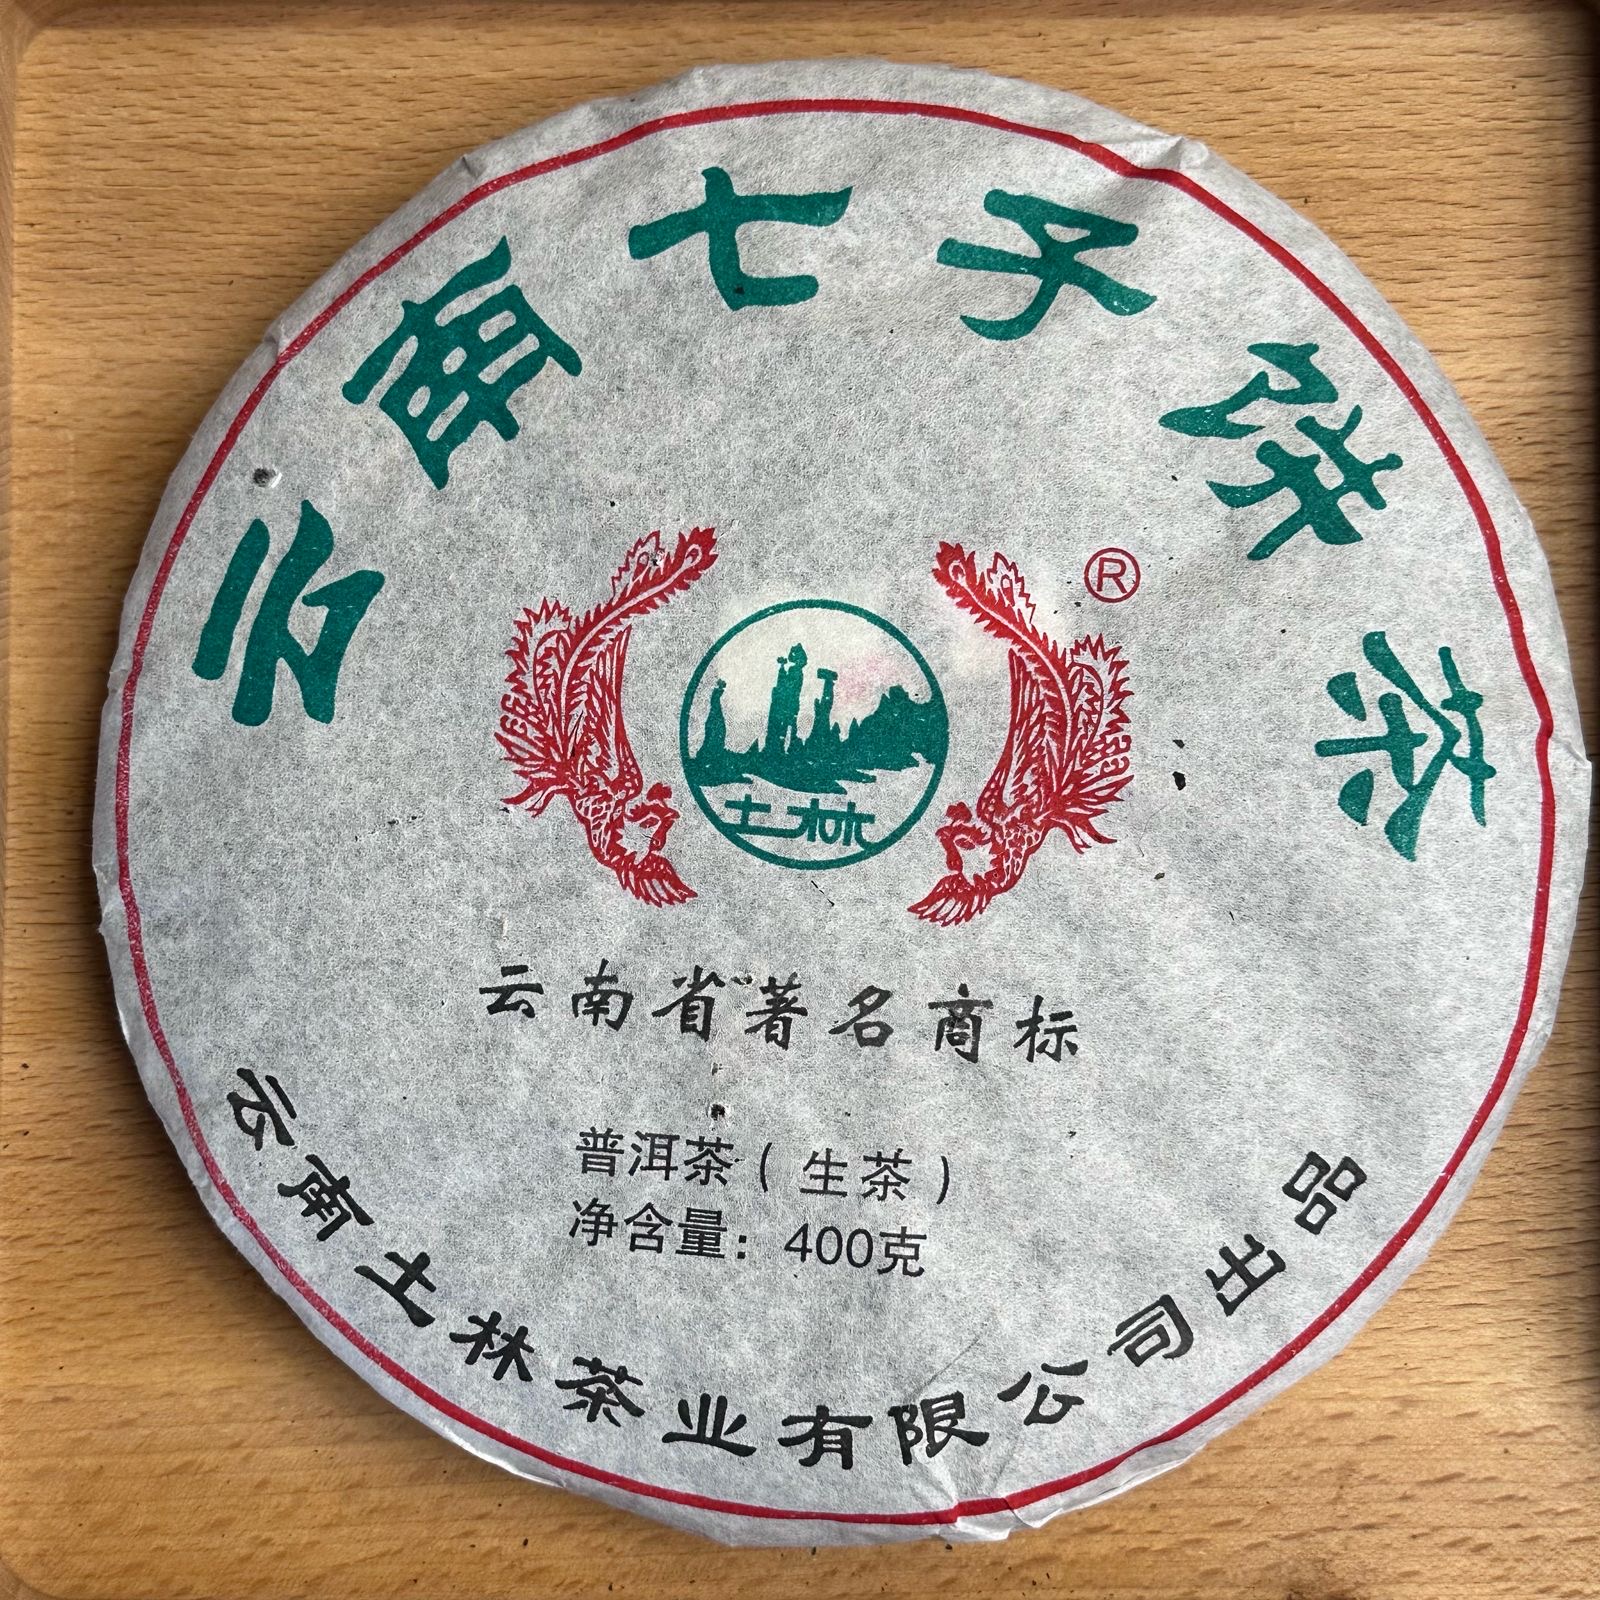 云南七子饼茶
®
土林
云南省著名商标
普洱茶(生茶)
净含量:400克
云南土林茶业有限公司出品